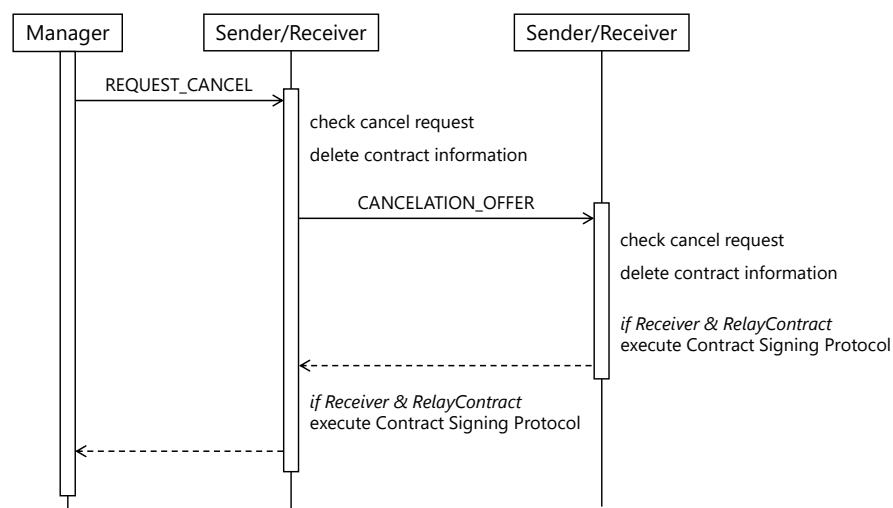 Manager
Sender/Receiver
Sender/Receiver
REQUEST_CANCEL
check cancel request
delete contract information
CANCELATION_OFFER
check cancel request
delete contract information
if Receiver & RelayContract
execute Contract Signing Protocol
if Receiver & RelayContract
execute Contract Signing Protocol